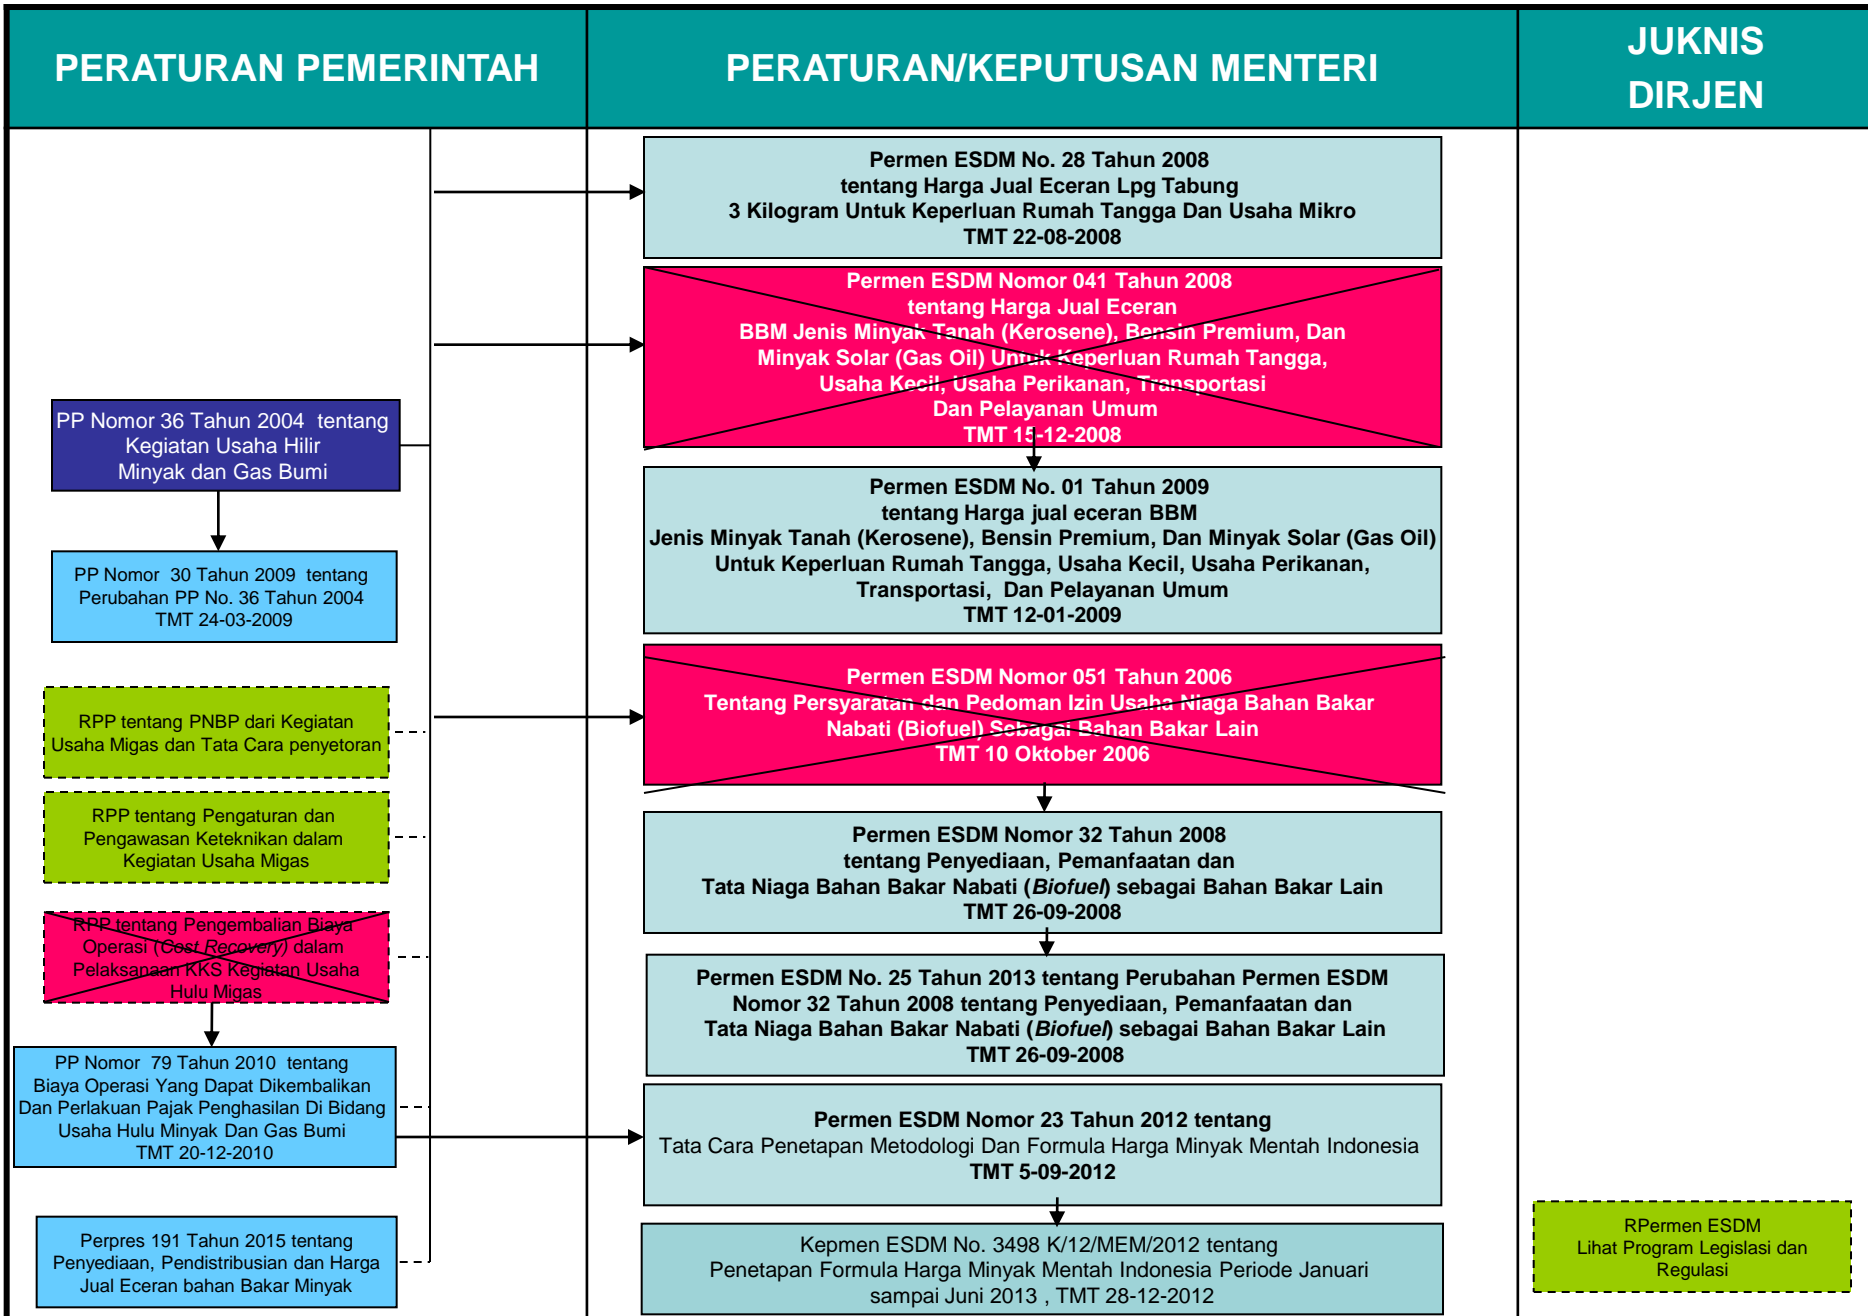 PERATURAN PEMERINTAH
PERATURAN/KEPUTUSAN MENTERI
JUKNIS
DIRJEN
PP Nomor 36 Tahun 2004 tentang
Kegiatan Usaha Hilir
Minyak dan Gas Bumi
PP Nomor 30 Tahun 2009 tentang
Perubahan PP No. 36 Tahun 2004
TMT 24-03-2009
RPP tentang PNBP dari Kegiatan
Usaha Migas dan Tata Cara penyetoran
RPP tentang Pengaturan dan
Pengawasan Keteknikan dalam
Kegiatan Usaha Migas
RPP tentang Pengembalian Biaya
Operasi (Cost Recovery) dalam
Pelaksanaan KKS Kegiatan Usaha
Hulu Migas
PP Nomor 79 Tahun 2010 tentang
Biaya Operasi Yang Dapat Dikembalikan
Dan Perlakuan Pajak Penghasilan Di Bidang
Usaha Hulu Minyak Dan Gas Bumi
TMT 20-12-2010
Perpres 191 Tahun 2015 tentang
Penyediaan, Pendistribusian dan Harga
Jual Eceran bahan Bakar Minyak
Permen ESDM No. 28 Tahun 2008
tentang Harga Jual Eceran Lpg Tabung
3 Kilogram Untuk Keperluan Rumah Tangga Dan Usaha Mikro
TMT 22-08-2008
Permen ESDM Nomor 041 Tahun 2008
tentang Harga Jual Eceran
BBM Jenis Minyak Tanah (Kerosene), Bensin Premium, Dan
Minyak Solar (Gas Oil) Untuk Keperluan Rumah Tangga,
Usaha Kecil, Usaha Perikanan, Transportasi
Dan Pelayanan Umum
TMT 15-12-2008
Permen ESDM No. 01 Tahun 2009
tentang Harga jual eceran BBM
Jenis Minyak Tanah (Kerosene), Bensin Premium, Dan Minyak Solar (Gas Oil)
Untuk Keperluan Rumah Tangga, Usaha Kecil, Usaha Perikanan,
Transportasi, Dan Pelayanan Umum
TMT 12-01-2009
Permen ESDM Nomor 051 Tahun 2006
Tentang Persyaratan dan Pedoman Izin Usaha Niaga Bahan Bakar
Nabati (Biofuel) Sebagai Bahan Bakar Lain
TMT 10 Oktober 2006
Permen ESDM Nomor 32 Tahun 2008
tentang Penyediaan, Pemanfaatan dan
Tata Niaga Bahan Bakar Nabati (Biofuel) sebagai Bahan Bakar Lain
TMT 26-09-2008
Permen ESDM No. 25 Tahun 2013 tentang Perubahan Permen ESDM
Nomor 32 Tahun 2008 tentang Penyediaan, Pemanfaatan dan
Tata Niaga Bahan Bakar Nabati (Biofuel) sebagai Bahan Bakar Lain
TMT 26-09-2008
Permen ESDM Nomor 23 Tahun 2012 tentang
Tata Cara Penetapan Metodologi Dan Formula Harga Minyak Mentah Indonesia
TMT 5-09-2012
Kepmen ESDM No. 3498 K/12/MEM/2012 tentang
Penetapan Formula Harga Minyak Mentah Indonesia Periode Januari
sampai Juni 2013 , TMT 28-12-2012
RPermen ESDM
Lihat Program Legislasi dan
Regulasi